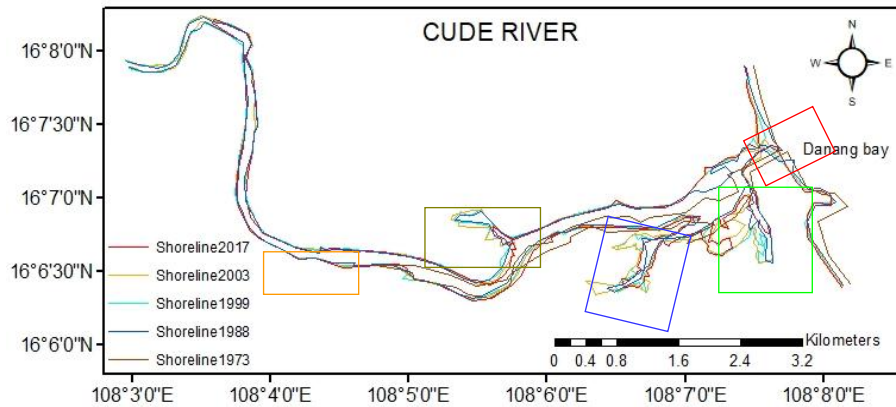 CUDE RIVER
N
W E
S
16°8'0"N
16°7'30"N
16°7'0"N
16°6'30"N
16°6'0"N
Danang bay
Shoreline2017
Shoreline2003
Shoreline1999
Shoreline1988
Shoreline1973
Kilometers
0 0.4 0.8 1.6 2.4 3.2
108°3'0"E 108°4'0"E 108°5'0"E 108°6'0"E 108°7'0"E 108°8'0"E